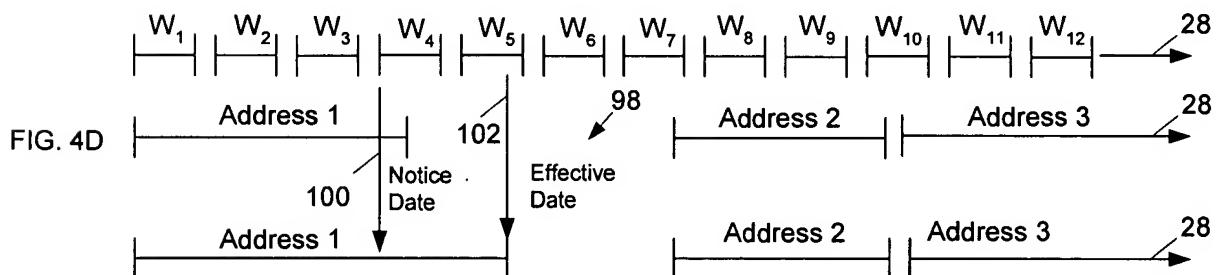 W1 W2 W3 W4 W5 W6 W7 W8 W9 W10 W11 W12 28
Address 1 102 98 Address 2 Address 3 28
FIG. 4D
100 Notice Date Effective Date
Address 1 Address 2 Address 3 28